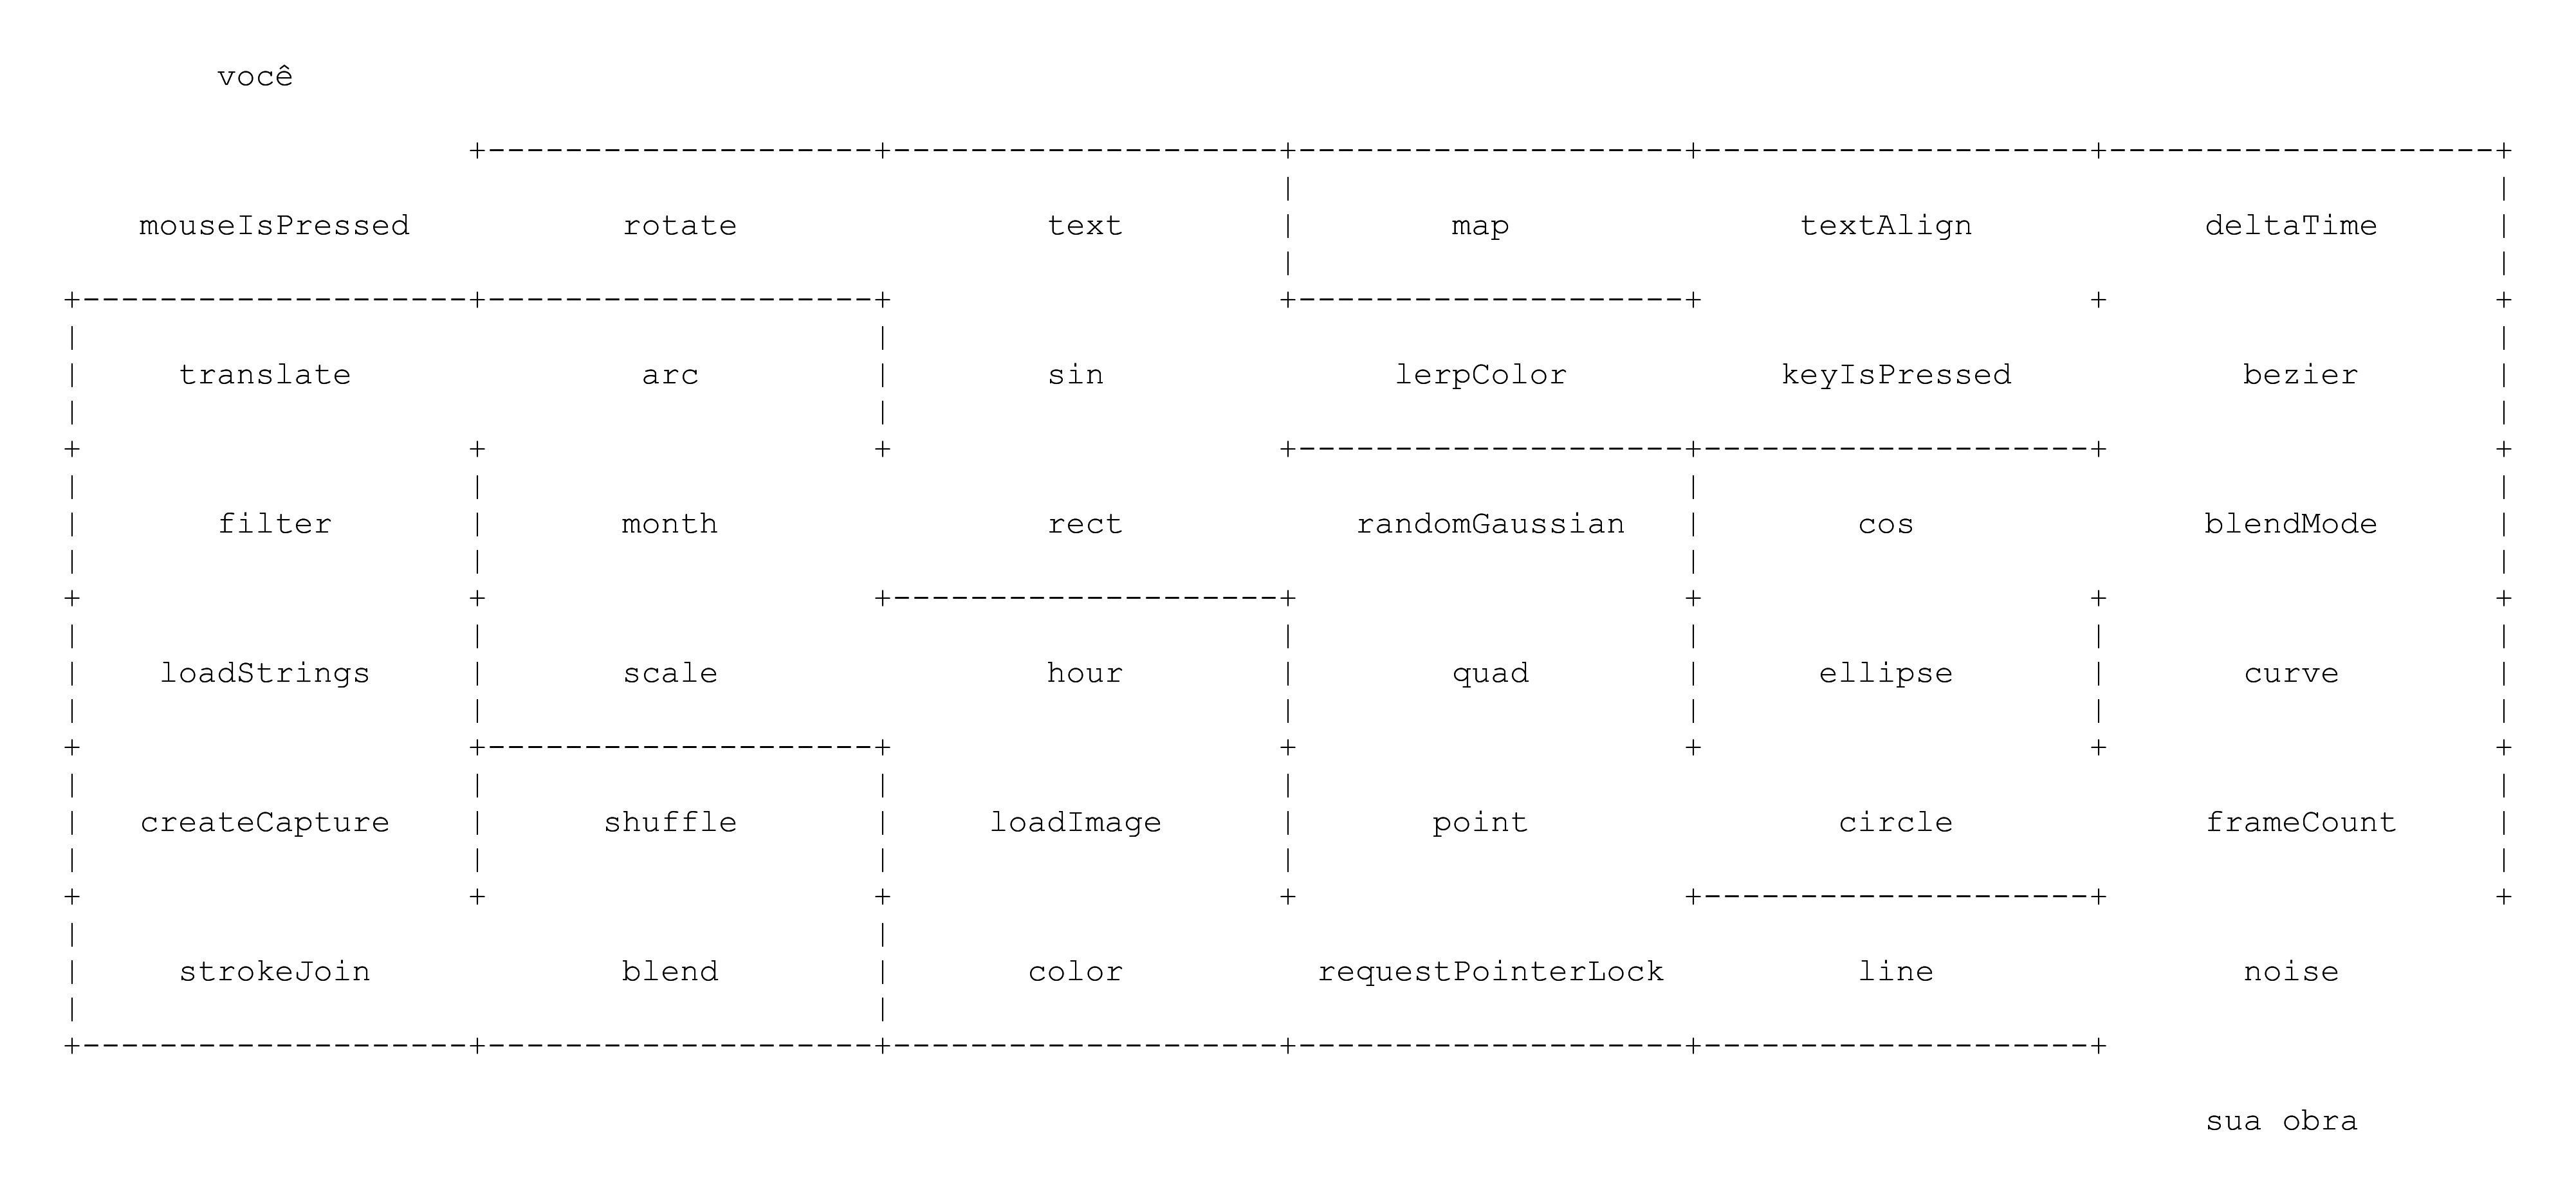 você
mouseIsPressed rotate text map textAlign deltaTime
translate arc sin lerpColor keyIsPressed bezier
filter month rect randomGaussian cos blendMode
loadStrings scale hour quad ellipse curve
createCapture shuffle loadImage point circle frameCount
strokeJoin blend color requestPointerLock line noise
sua obra